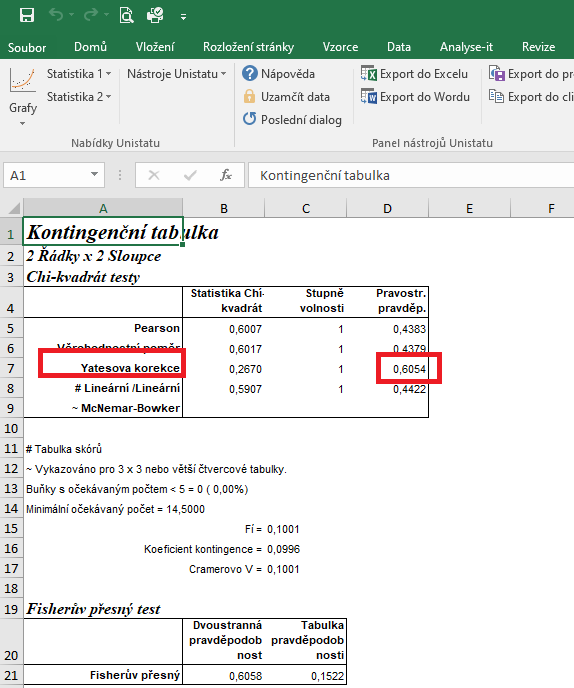 Soubor Domů Vložení Rozložení stránky Vzorce Data Analyse-it Revize
Statistika 1 Nástroje Unistatu Nápověda Export do Excelu Export do pr
Statistika 2 Uzamčít data Export do Wordu Export do cli
Grafy Poslední dialog
Nabídky Unistatu Panel nástrojů Unistatu
A1 fx Kontingenční tabulka
A B C D E F
1 Kontingenční tabulka
2 2 Řádky x 2 Sloupce
3 Chi-kvadrát testy
Statistika Chí- Stupně Pravostr.
4 kvadrát volnosti pravděp.
5 Pearson 0,6007 1 0,4383
6 Věrohodnostní poměr 0,6017 1 0,4379
7 Yatesova korekce 0,2670 1 0,6054
8 # Lineární /Lineární 0,5907 1 0,4422
9 ~ McNemar-Bowker
10
11 # Tabulka skórů
12 ~ Vykazováno pro 3 x 3 nebo větší čtvercové tabulky.
13 Buňky s očekávaným počtem < 5 = 0 ( 0,00%)
14 Minimální očekávaný počet = 14,5000
15 Fí = 0,1001
16 Koeficient kontingence = 0,0996
17 Cramerovo V = 0,1001
18
19 Fisherův přesný test
Dvoustranná Tabulka
pravděpodob pravděpodob
20 nost nosti
21 Fisherův přesný 0,6058 0,1522